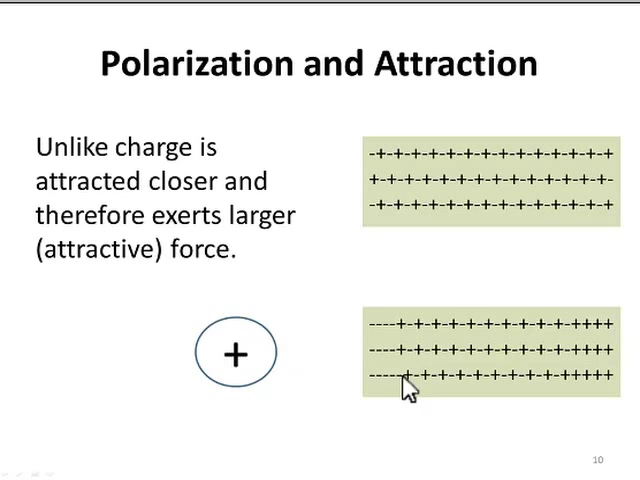 Polarization and Attraction
Unlike charge is
attracted closer and
therefore exerts larger
(attractive) force.
-+-+-+-+-+-+-+-+-+-+-+-+-+-+
+-+-+-+-+-+-+-+-+-+-+-+-+-+-
-+-+-+-+-+-+-+-+-+-+-+-+-+-+
+
----+-+-+-+-+-+-+-+-+-+-++++
----+-+-+-+-+-+-+-+-+-+-++++
-----+-+-+-+-+-+-+-+-+-+++++
10